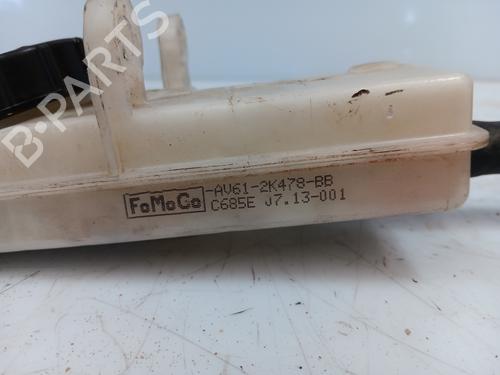 B-PARTS
FoMoCo -AV61-2K478-BB
C685E J7.13-001